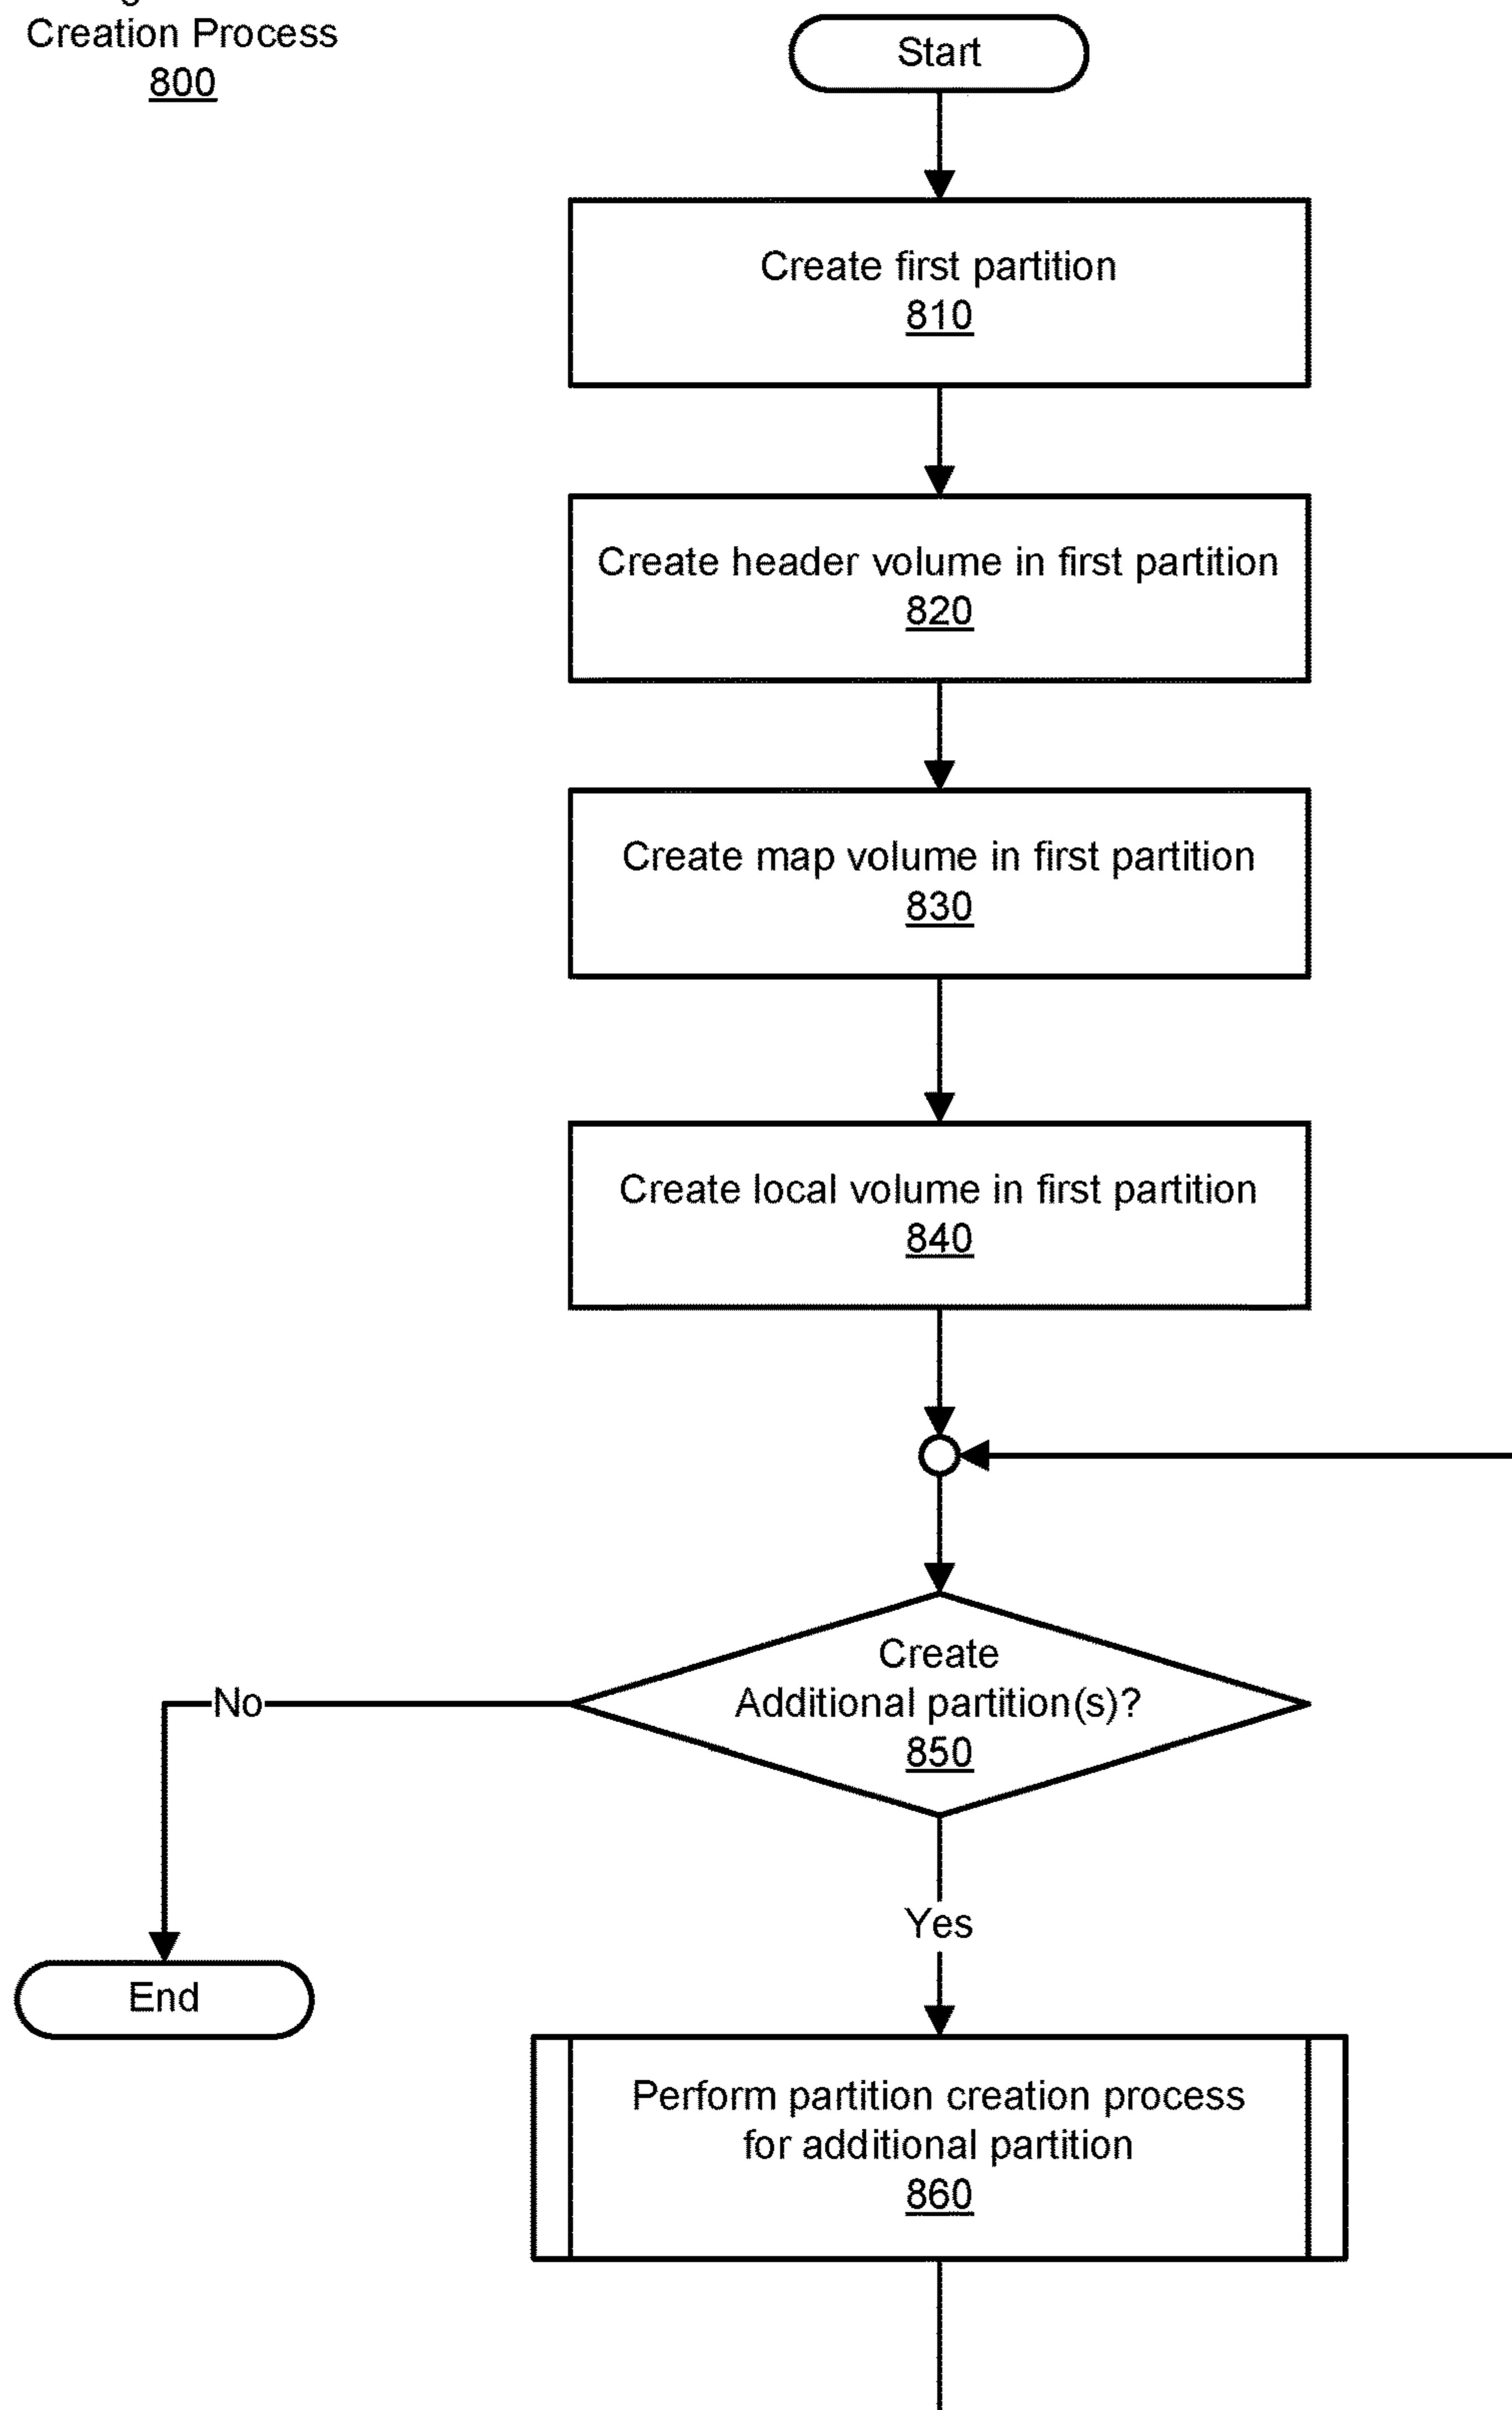 Creation Process
800
Start
Create first partition
810
Create header volume in first partition
820
Create map volume in first partition
830
Create local volume in first partition
840
Create
Additional partition(s)?
850
No
Yes
End
Perform partition creation process
for additional partition
860